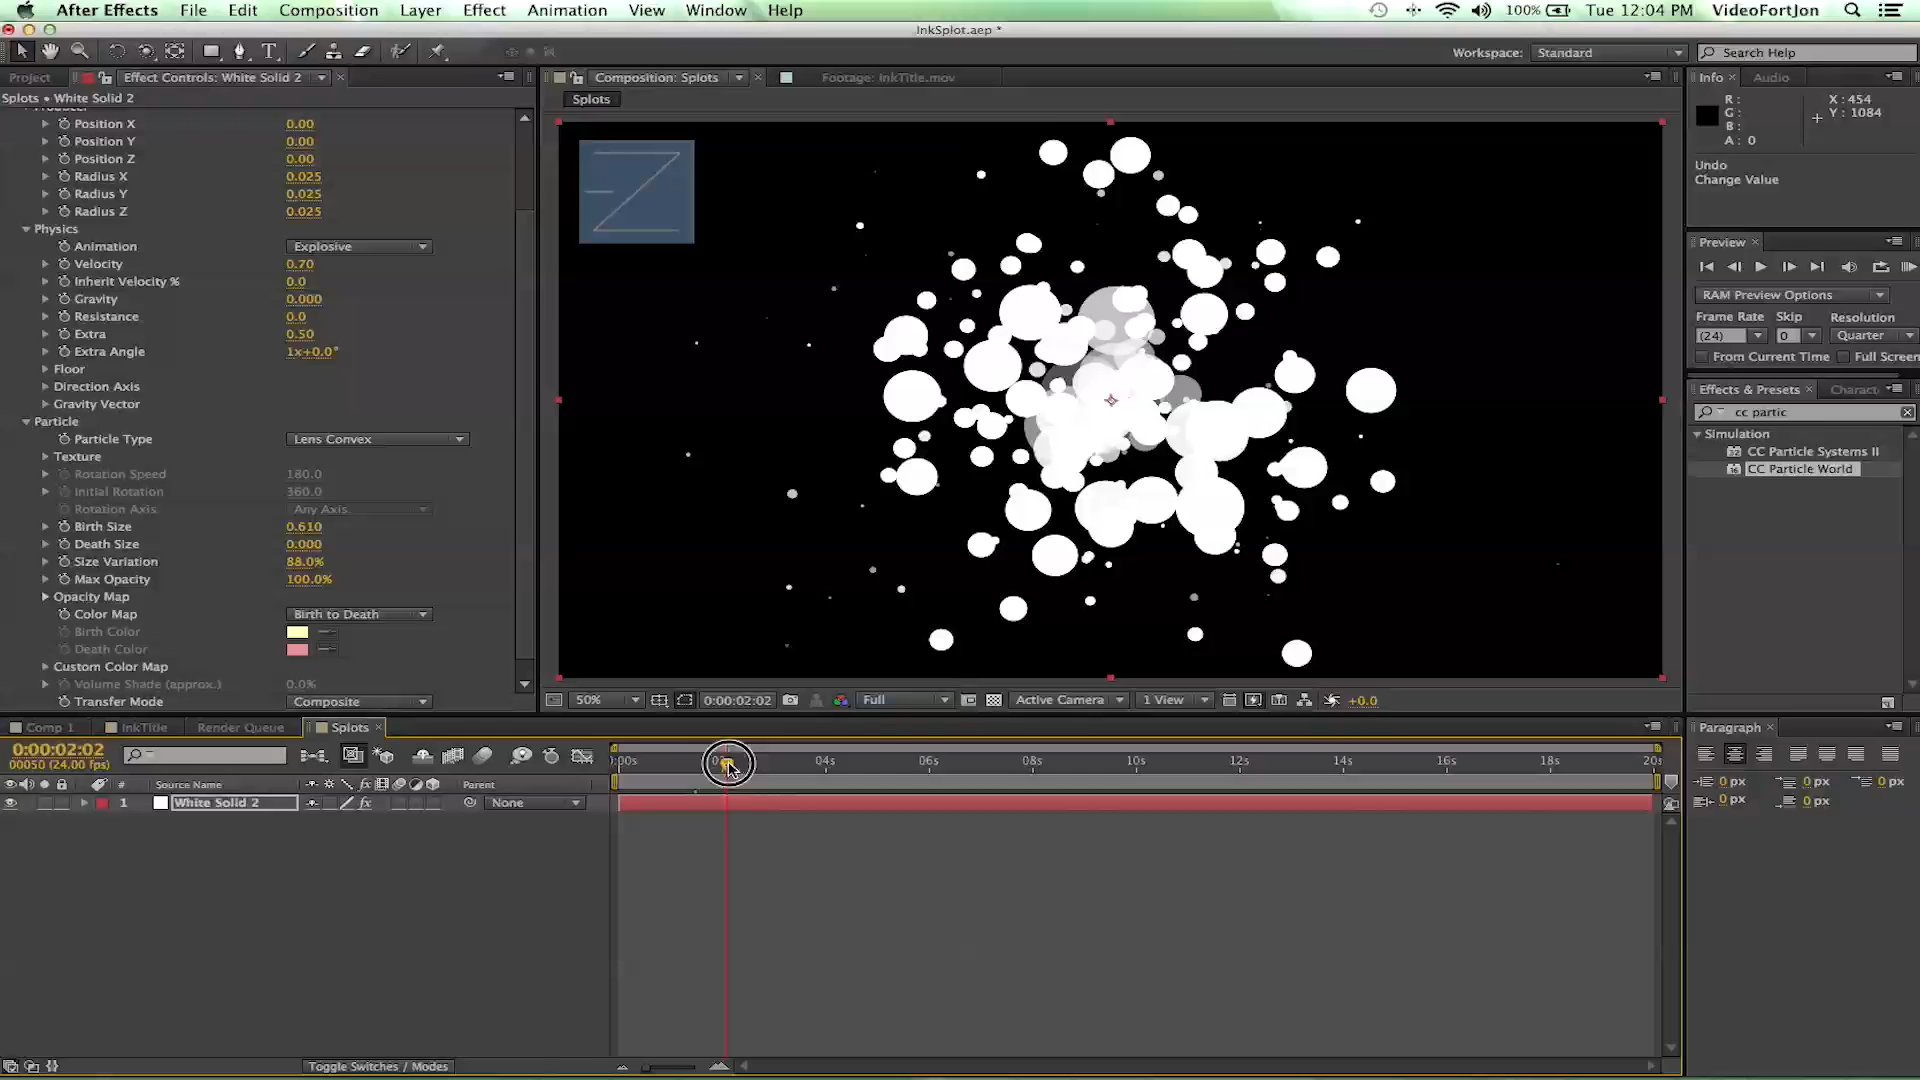 After Effects File Edit Composition Layer Effect Animation View Window Help 100% Tue 12:04 PM VideoFortJon
InkSplot.aep *
Workspace: Standard Search Help
Project Effect Controls: White Solid 2 Composition: Splots Footage: InkTitle.mov Info Audio
Splots • White Solid 2 Splots
R: X: 454
G: Y: 1084
B:
A: 0
Undo
Change Value
Position X 0.00
Position Y 0.00
Position Z 0.00
Radius X 0.025
Radius Y 0.025
Radius Z 0.025
Physics
Animation Explosive
Velocity 0.70
Inherit Velocity % 0.0
Gravity 0.000
Resistance 0.0
Extra 0.50
Extra Angle 1x+0.0°
Floor
Direction Axis
Gravity Vector
Particle
Particle Type Lens Convex
Texture
Rotation Speed 180.0
Initial Rotation 360.0
Rotation Axis Any Axis
Birth Size 0.610
Death Size 0.000
Size Variation 88.0%
Max Opacity 100.0%
Opacity Map
Color Map Birth to Death
Birth Color
Death Color
Custom Color Map
Volume Shade (approx.) 0.0%
Transfer Mode Composite
Preview
RAM Preview Options
Frame Rate Skip Resolution
(24) 0 Quarter
From Current Time Full Screen
Effects & Presets Charact
cc partic
Simulation
CC Particle Systems II
CC Particle World
50% 0:00:02:02 Full Active Camera 1 View +0.0
Comp 1 InkTitle Render Queue Splots
0:00:02:02
00050 (24.00 fps)
04s 06s 08s 10s 12s 14s 16s 18s 20s
# Source Name Parent
1 White Solid 2 None
Toggle Switches / Modes
Paragraph
0 px 0 px 0 px
0 px 0 px